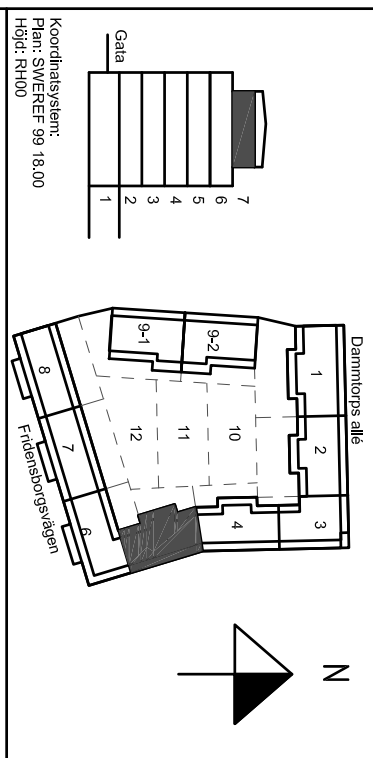 Koordinatsystem:
Plan: SWEREF 99 18.00
Höjd: RH00
Gata
1
2
3
4
5
6
7
Dammtorps allé
1
2
3
4
9-1
9-2
10
11
12
8
7
6
Fridensborgsvägen
N